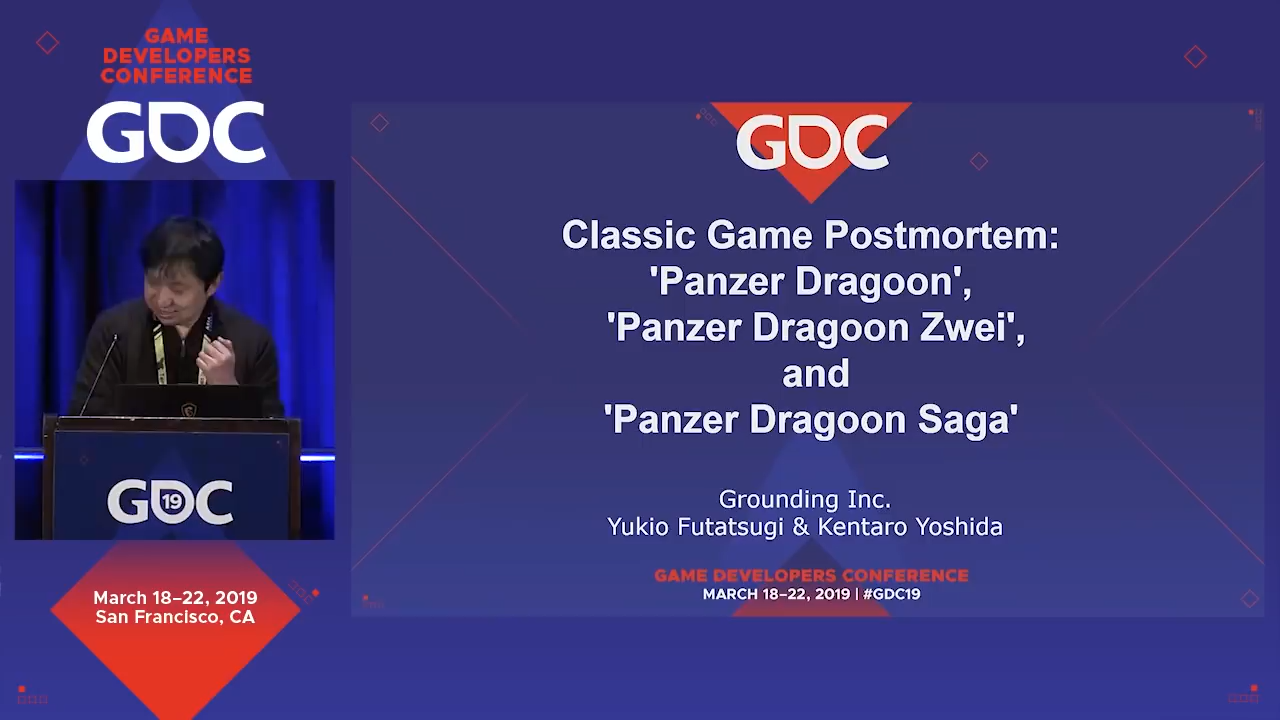 GAME
DEVELOPERS
CONFERENCE
GDC
GDC
19
March 18–22, 2019
San Francisco, CA
GDC
Classic Game Postmortem:
'Panzer Dragoon',
'Panzer Dragoon Zwei',
and
'Panzer Dragoon Saga'
Grounding Inc.
Yukio Futatsugi & Kentaro Yoshida
GAME DEVELOPERS CONFERENCE
MARCH 18–22, 2019 | #GDC19